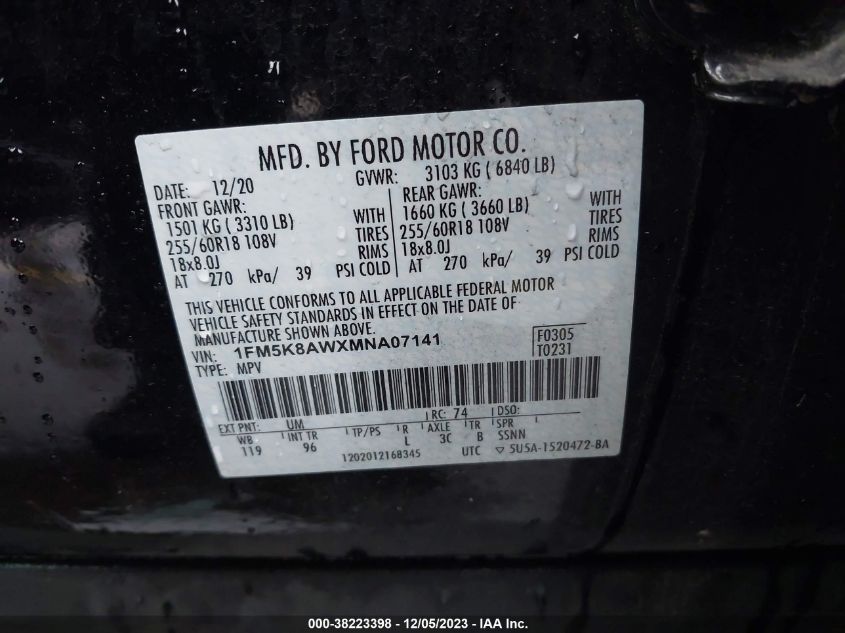 MFD. BY FORD MOTOR CO.
DATE: 12/20 GVWR: 3103 KG ( 6840 LB)
FRONT GAWR: REAR GAWR:
1501 KG ( 3310 LB) WITH 1660 KG ( 3660 LB) WITH
255/60R18 108V TIRES 255/60R18 108V TIRES
18x8.0J RIMS 18x8.0J RIMS
AT 270 kPa/ 39 PSI COLD AT 270 kPa/ 39 PSI COLD
THIS VEHICLE CONFORMS TO ALL APPLICABLE FEDERAL MOTOR
VEHICLE SAFETY STANDARDS IN EFFECT ON THE DATE OF
MANUFACTURE SHOWN ABOVE.
VIN: 1FM5K8AWXMNA07141 F0305
TYPE: MPV T0231
EXT PNT: UM RC: 74 DSO:
WB INT TR TP/PS R AXLE TR SPR
119 96 L 3C B SSNN
1202012168345 UTC ▽ 5U5A-1520472-BA
000-38223398 - 12/05/2023 - IAA Inc.